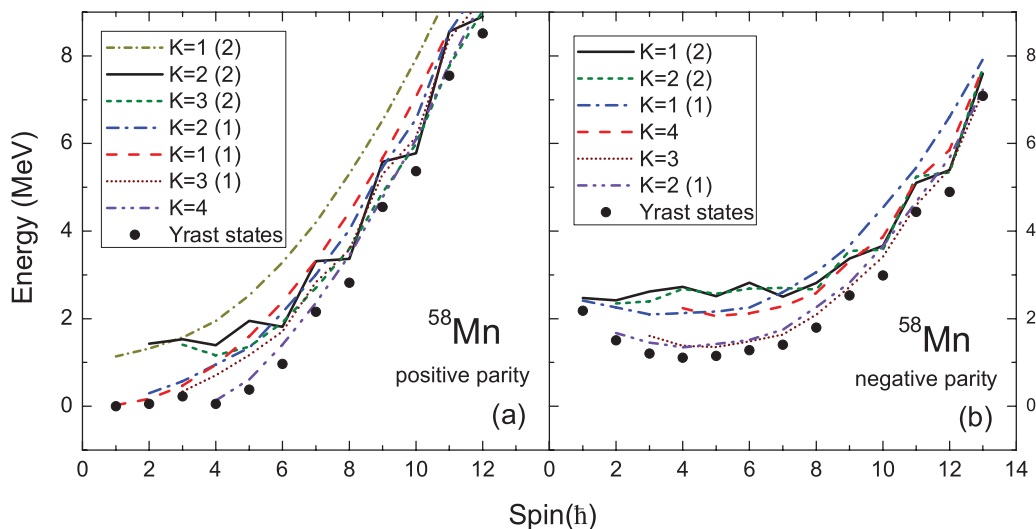 Energy (MeV)
8
6
4
2
0
K=1 (2)
K=2 (2)
K=3 (2)
K=2 (1)
K=1 (1)
K=3 (1)
K=4
Yrast states
58Mn
positive parity
(a)
0 2 4 6 8 10 12
K=1 (2)
K=2 (2)
K=1 (1)
K=4
K=3
K=2 (1)
Yrast states
58Mn
negative parity
(b)
8
6
4
2
0
0 2 4 6 8 10 12 14
Spin(ħ)